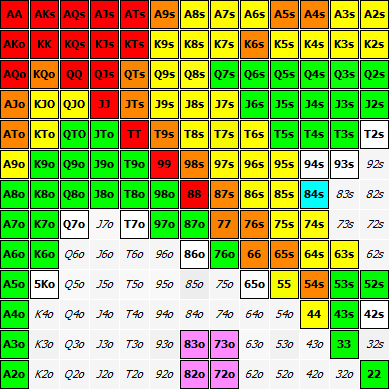 AA AKs AQs AJs ATs A9s A8s A7s A6s A5s A4s A3s A2s
AKo KK KQs KJs KTs K9s K8s K7s K6s K5s K4s K3s K2s
AQo KQo QQ QJs QTs Q9s Q8s Q7s Q6s Q5s Q4s Q3s Q2s
AJo KJO QJO JJ JTs J9s J8s J7s J6s J5s J4s J3s J2s
ATo KTo QTO JTo TT T9s T8s T7s T6s T5s T4s T3s T2s
A9o K9o Q9o J9o T9o 99 98s 97s 96s 95s 94s 93s 92s
A8o K8o Q8o J8o T8o 98o 88 87s 86s 85s 84s 83s 82s
A7o K7o Q7o J7o T7o 97o 87o 77 76s 75s 74s 73s 72s
A6o K6o Q6o J6o T6o 96o 86o 76o 66 65s 64s 63s 62s
A5o 5Ko Q5o J5o T5o 95o 85o 75o 65o 55 54s 53s 52s
A4o K4o Q4o J4o T4o 94o 84o 74o 64o 54o 44 43s 42s
A3o K3o Q3o J3o T3o 93o 83o 73o 63o 53o 43o 33 32s
A2o K2o Q2o J2o T2o 92o 82o 72o 62o 52o 42o 32o 22